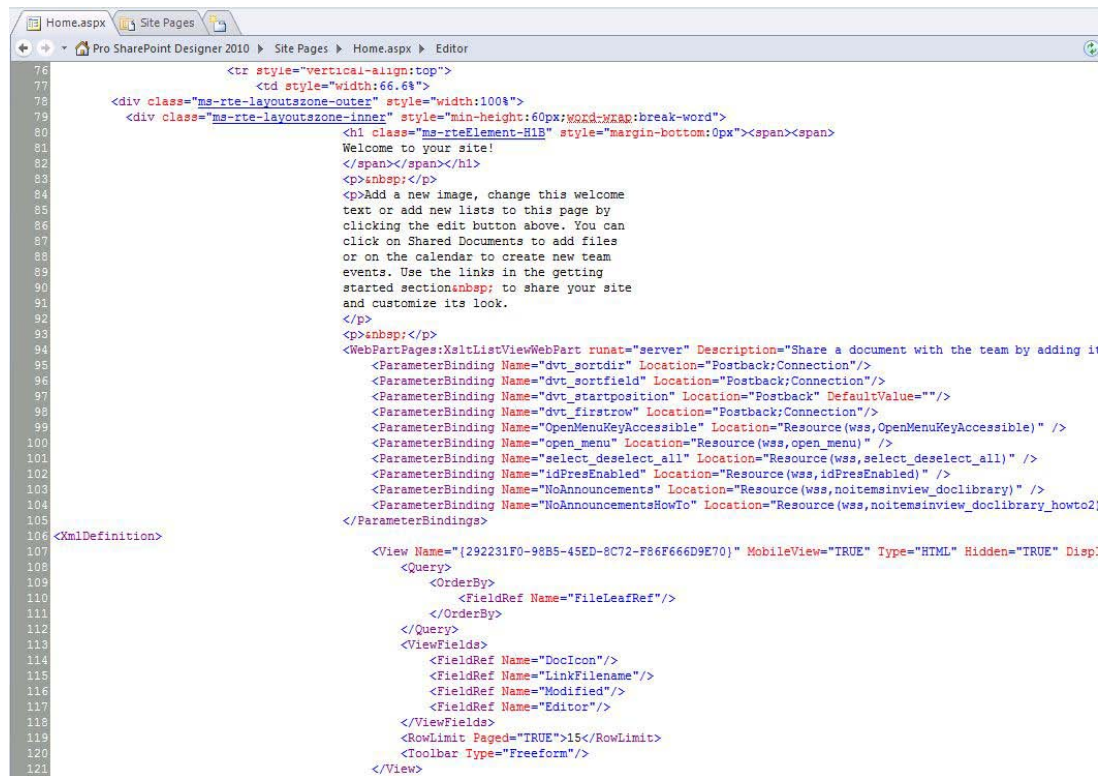 Home.aspx Site Pages
Pro SharePoint Designer 2010 Site Pages Home.aspx Editor
76 <tr style="vertical-align:top">
77 <td style="width:66.6%">
78 <div class="ms-rte-layoutszone-outer" style="width:100%">
79 <div class="ms-rte-layoutszone-inner" style="min-height:60px;word-wrap:break-word">
80 <h1 class="ms-rteElement-H1B" style="margin-bottom:0px"><span><span>
81 Welcome to your site!
82 </span></span></h1>
83 <p>&nbsp;</p>
84 <p>Add a new image, change this welcome
85 text or add new lists to this page by
86 clicking the edit button above. You can
87 click on Shared Documents to add files
88 or on the calendar to create new team
89 events. Use the links in the getting
90 started section&nbsp; to share your site
91 and customize its look.
92 </p>
93 <p>&nbsp;</p>
94 <WebPartPages:XsltListViewWebPart runat="server" Description="Share a document with the team by adding it
95 <ParameterBinding Name="dvt_sortdir" Location="Postback;Connection"/>
96 <ParameterBinding Name="dvt_sortfield" Location="Postback;Connection"/>
97 <ParameterBinding Name="dvt_startposition" Location="Postback" DefaultValue=""/>
98 <ParameterBinding Name="dvt_firstrow" Location="Postback;Connection"/>
99 <ParameterBinding Name="OpenMenuKeyAccessible" Location="Resource(wss,OpenMenuKeyAccessible)" />
100 <ParameterBinding Name="open_menu" Location="Resource(wss,open_menu)" />
101 <ParameterBinding Name="select_deselect_all" Location="Resource(wss,select_deselect_all)" />
102 <ParameterBinding Name="idPresEnabled" Location="Resource(wss,idPresEnabled)" />
103 <ParameterBinding Name="NoAnnouncements" Location="Resource(wss,noitemsinview_doclibrary)" />
104 <ParameterBinding Name="NoAnnouncementsHowTo" Location="Resource(wss,noitemsinview_doclibrary_howto2)
105 </ParameterBindings>
106 <XmlDefinition>
107 <View Name="{292231F0-98B5-45ED-8C72-F86F666D9E70}" MobileView="TRUE" Type="HTML" Hidden="TRUE" Displ
108 <Query>
109 <OrderBy>
110 <FieldRef Name="FileLeafRef"/>
111 </OrderBy>
112 </Query>
113 <ViewFields>
114 <FieldRef Name="DocIcon"/>
115 <FieldRef Name="LinkFilename"/>
116 <FieldRef Name="Modified"/>
117 <FieldRef Name="Editor"/>
118 </ViewFields>
119 <RowLimit Paged="TRUE">15</RowLimit>
120 <Toolbar Type="Freeform"/>
121 </View>